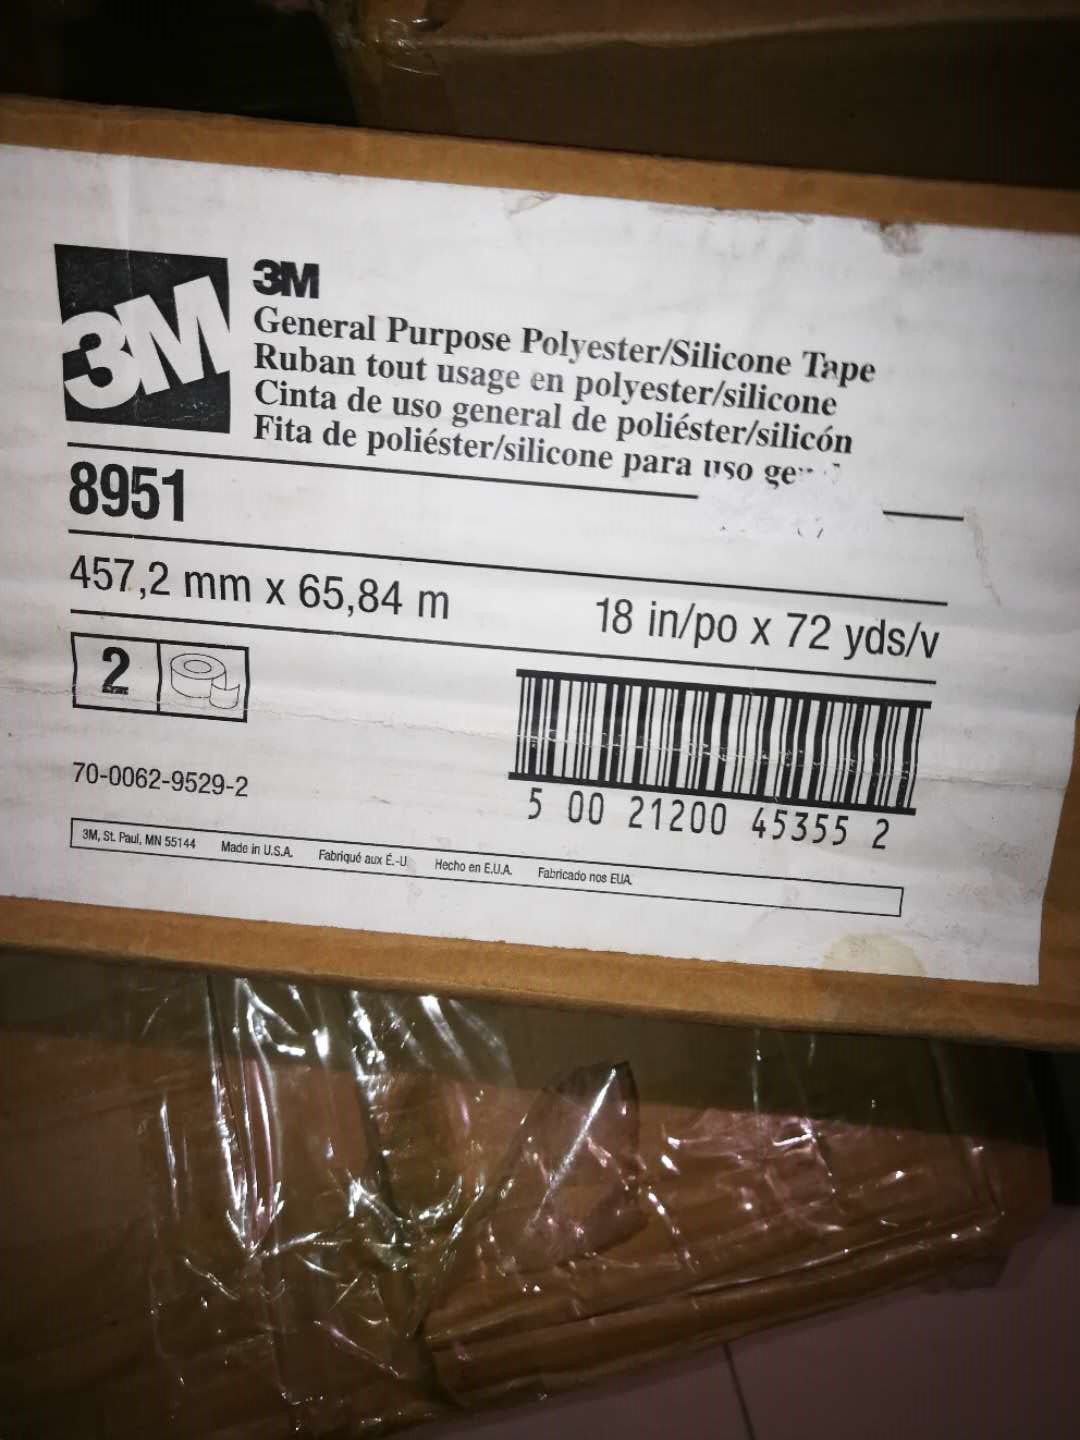 3M
3M
General Purpose Polyester/Silicone Tape
Ruban tout usage en polyester/silicone
Cinta de uso general de poliéster/silicón
Fita de poliéster/silicone para uso
8951
457,2 mm x 65,84 m
18 in/po x 72 yds/v
2
5 00 21200 45355 2
70-0062-9529-2
3M, St. Paul, MN 55144 Made in U.S.A. Fabriqué aux É.-U. Hecho en E.U.A. Fabricado nos EUA